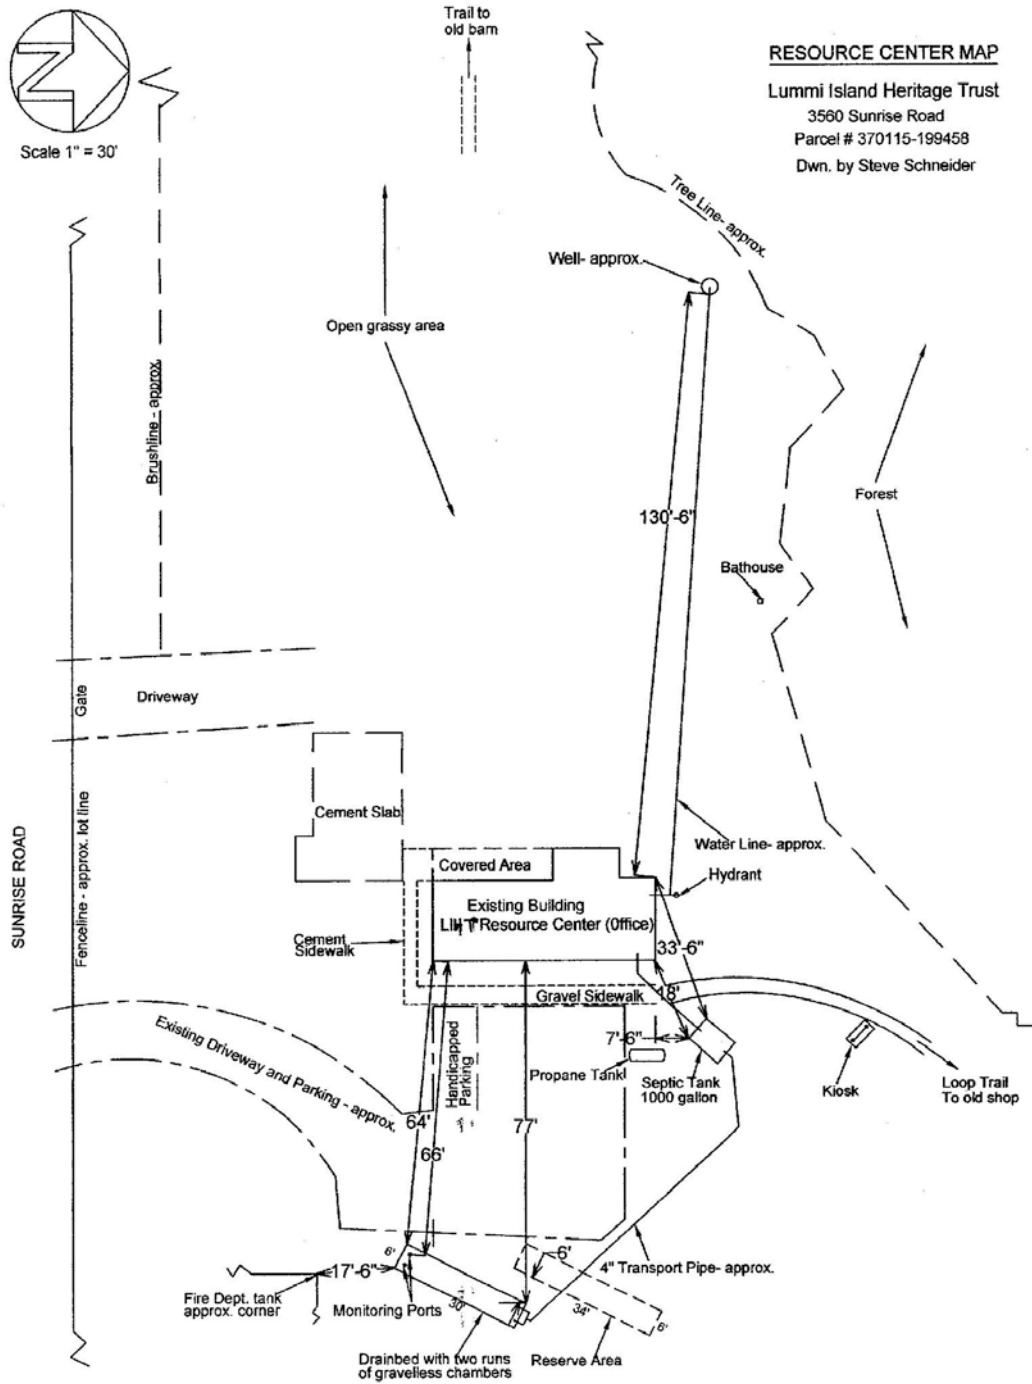 Trail to
old barn
RESOURCE CENTER MAP
Lummi Island Heritage Trust
3560 Sunrise Road
Parcel # 370115-199458
Dwn. by Steve Schneider
N
Scale 1" = 30'
Tree Line- approx.
Well- approx.
Open grassy area
Brushline - approx.
Forest
130'-6"
Bathouse
Gate
Driveway
Cement Slab
Water Line- approx.
Covered Area
Hydrant
Existing Building
Resource Center (Office)
SUNRISE ROAD
Fenceline - approx. lot line
Cement
Sidewalk
33'-6"
Gravel Sidewalk
18'
7'-6"
Existing Driveway and Parking - approx.
Handicapped
Parking
Propane Tank
Septic Tank
1000 gallon
Kiosk
Loop Trail
To old shop
64'
66'
77'
6'
6'
17'-6"
4" Transport Pipe- approx.
Fire Dept. tank
approx. corner
Monitoring Ports
30'
34'
6'
Drainbed with two runs
of gravelless chambers
Reserve Area